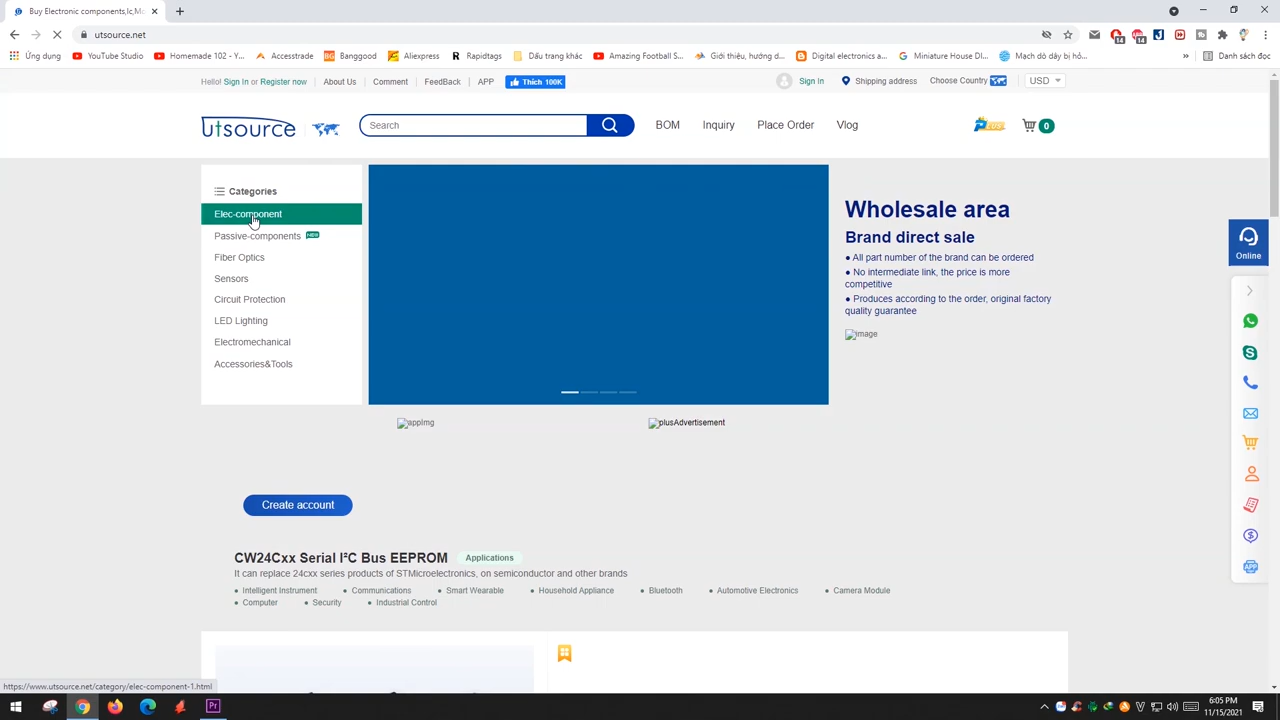 Buy Electronic components,Ic,Mo
utsource.net
14
14
Ứng dụng
YouTube Studio
Homemade 102 - Y...
Accesstrade
Banggood
Aliexpress
Rapidtags
Dấu trang khác
Amazing Football S...
Giới thiệu, hướng d...
Digital electronics a...
Miniature House DI...
Mạch dò dây bị hỏ...
»
Danh sách đọc
Hello! Sign In or Register now
About Us
Comment
FeedBack
APP
Thích 100K
Sign In
Shipping address
Choose Country
USD
utsource
Search
BOM
Inquiry
Place Order
Vlog
PLUS
0
Categories
Elec-component
Passive-components NEW
Fiber Optics
Sensors
Circuit Protection
LED Lighting
Electromechanical
Accessories&Tools
Wholesale area
Brand direct sale
● All part number of the brand can be ordered
● No intermediate link, the price is more
competitive
● Produces according to the order, original factory
quality guarantee
image
Online
appImg
plusAdvertisement
APP
Create account
CW24Cxx Serial I²C Bus EEPROM
Applications
It can replace 24cxx series products of STMicroelectronics, on semiconductor and other brands
● Intelligent Instrument
● Communications
● Smart Wearable
● Household Appliance
● Bluetooth
● Automotive Electronics
● Camera Module
● Computer
● Security
● Industrial Control
https://www.utsource.net/category/elec-component-1.html
Pr
6:05 PM
11/15/2021